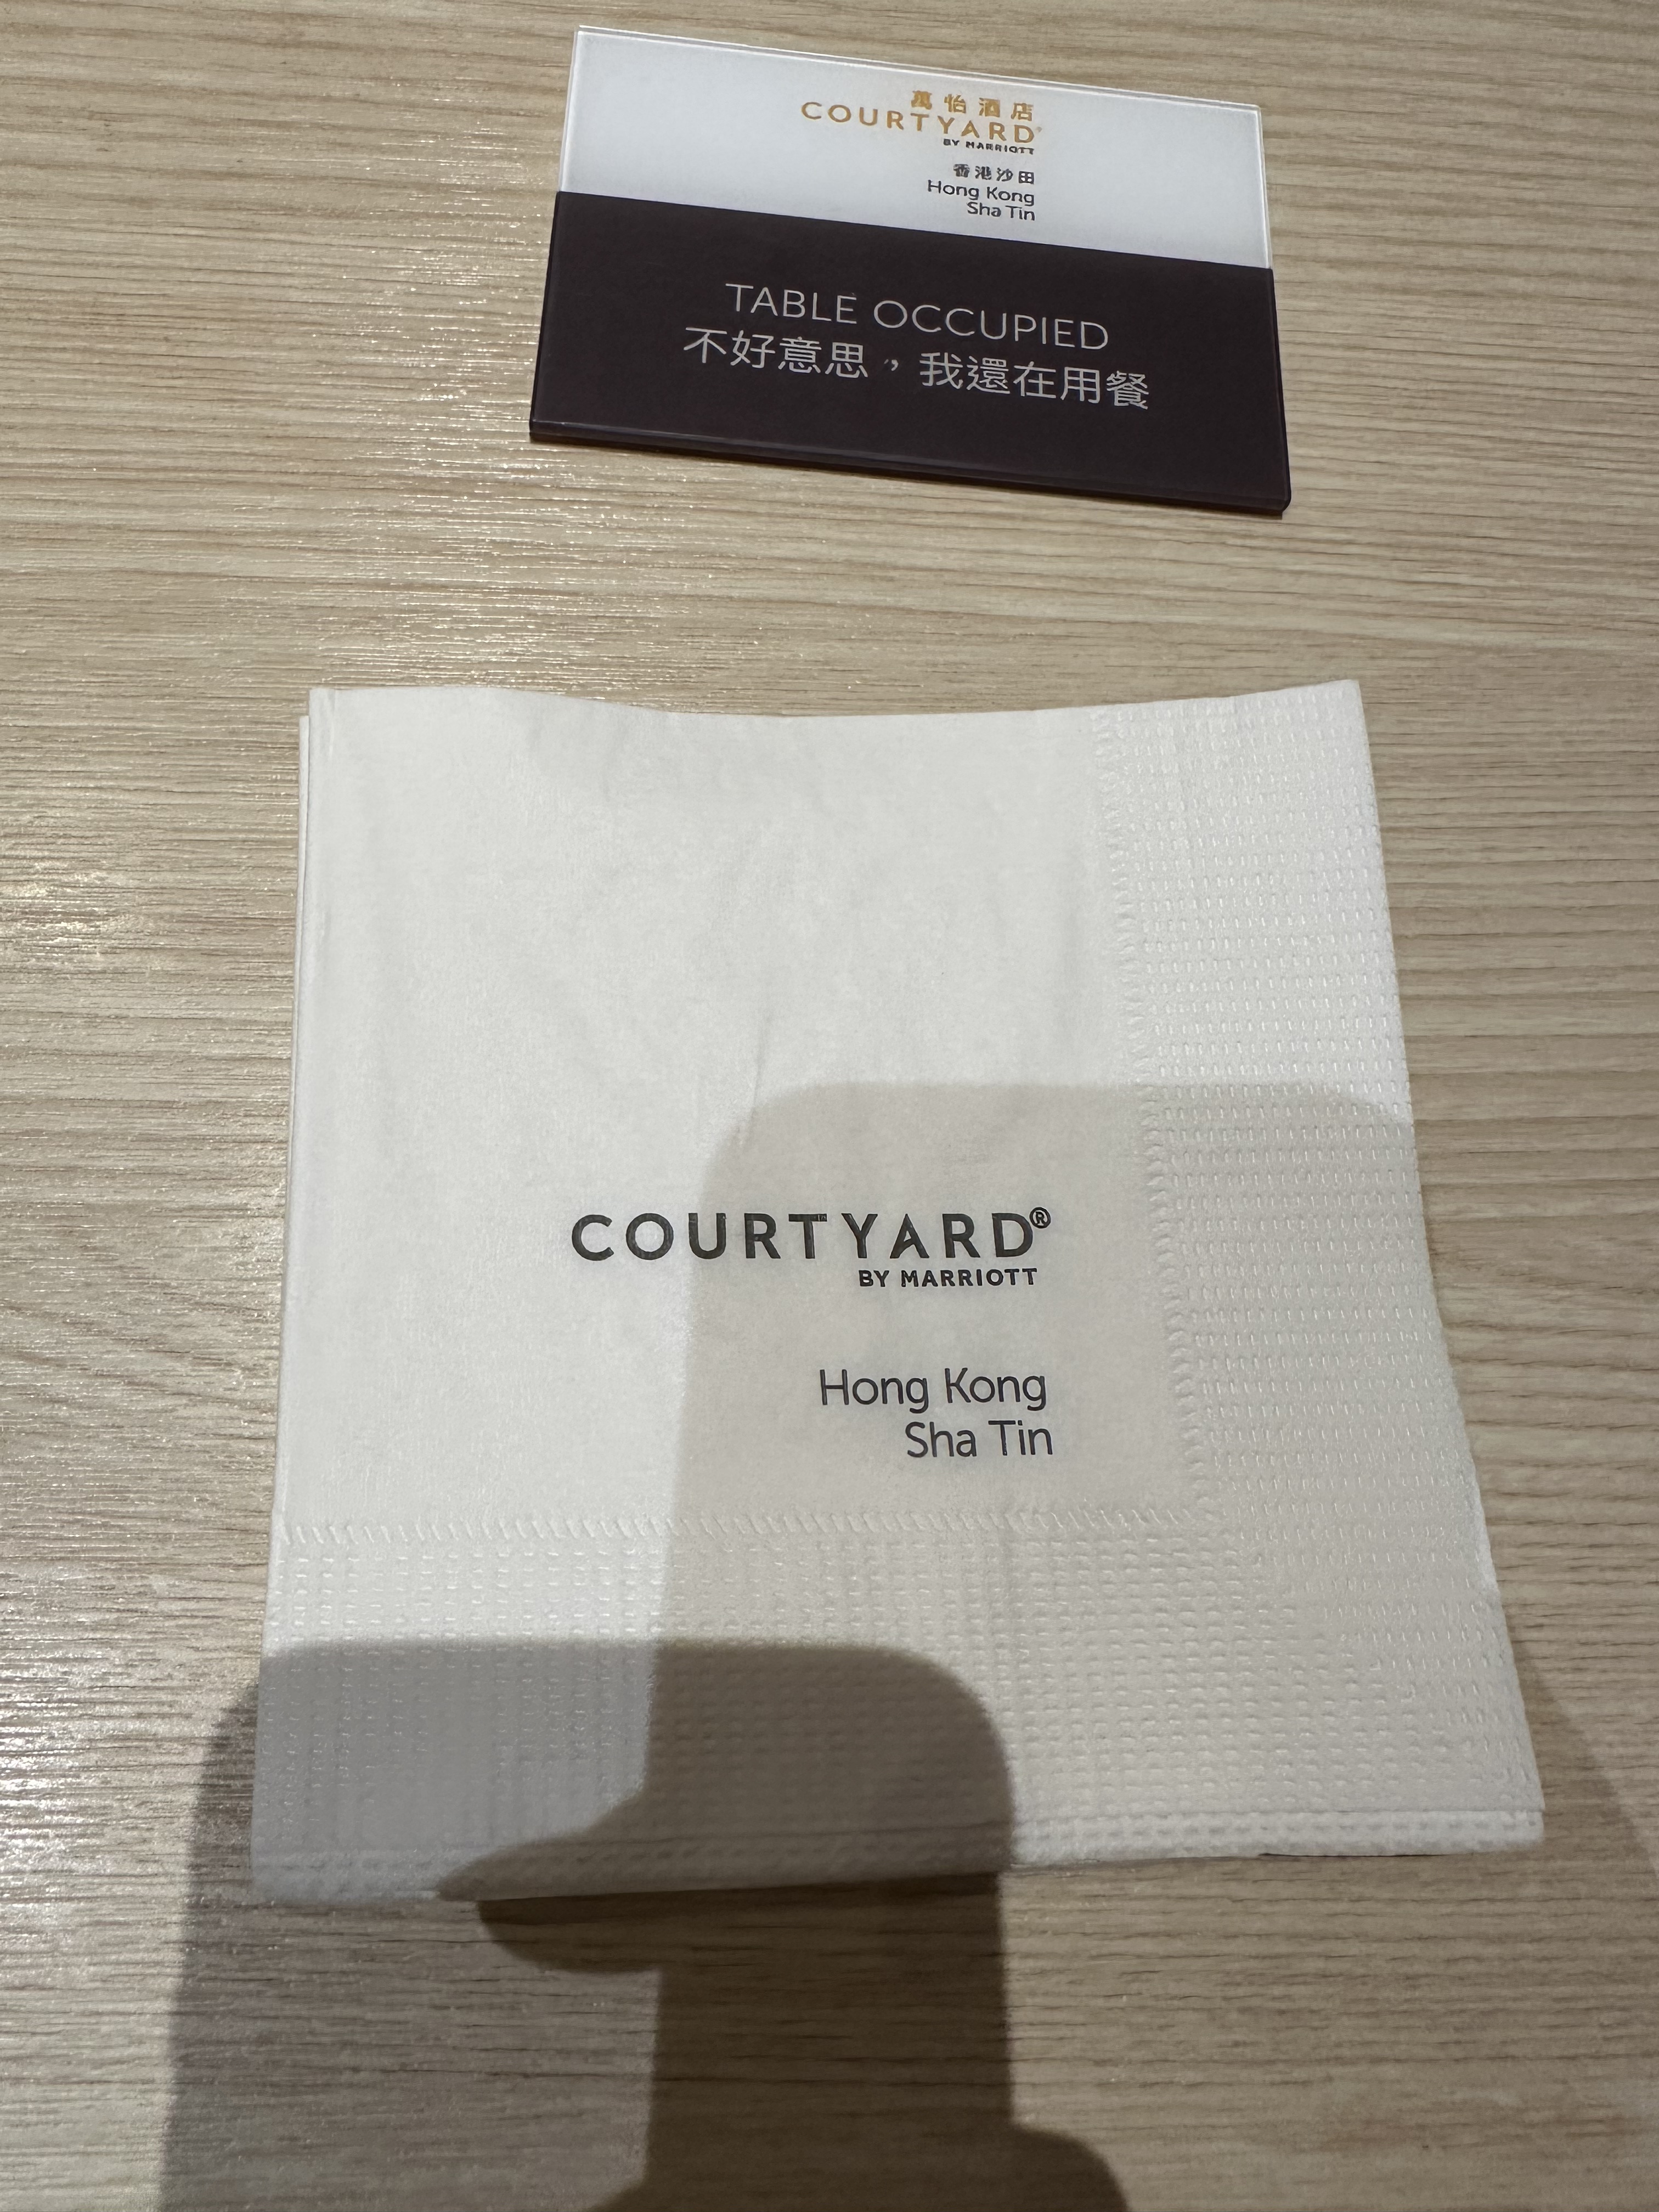 萬怡酒店
COURTYARD®
BY MARRIOTT
香港沙田
Hong Kong
Sha Tin
TABLE OCCUPIED
不好意思，我還在用餐
COURTYARD®
BY MARRIOTT
Hong Kong
Sha Tin